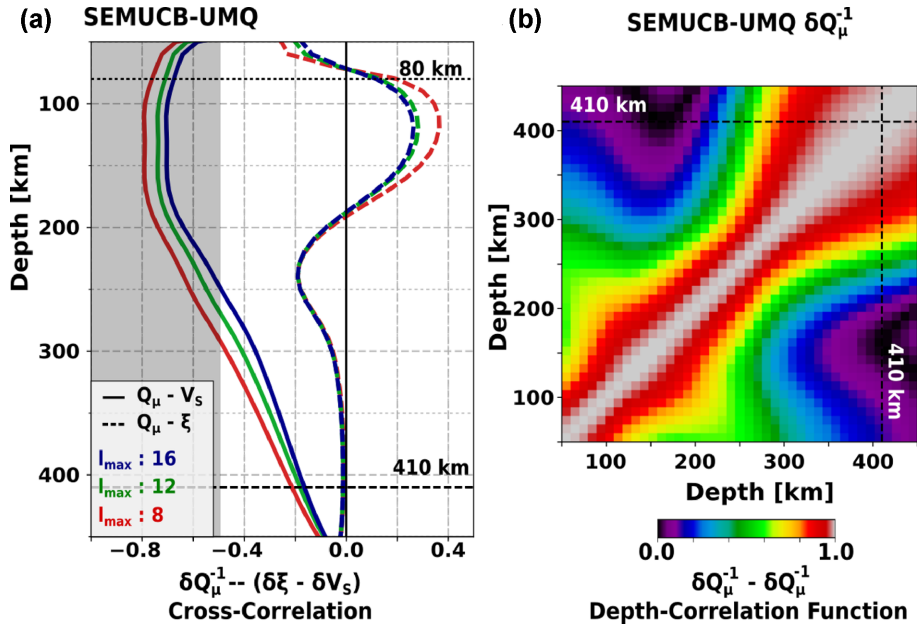 (a) SEMUCB-UMQ
80 km
100
200
300
400
Depth [km]
Q_μ - V_S
Q_μ - ξ
l_max : 16
l_max : 12
l_max : 8
410 km
−0.8 −0.4 0.0 0.4
δQ_μ^-1-- (δξ - δV_S)
Cross-Correlation
(b) SEMUCB-UMQ δQ_μ^-1
410 km
400
300
200
100
Depth [km]
410 km
100 200 300 400
Depth [km]
0.0 1.0
δQ_μ^-1 - δQ_μ^-1
Depth-Correlation Function